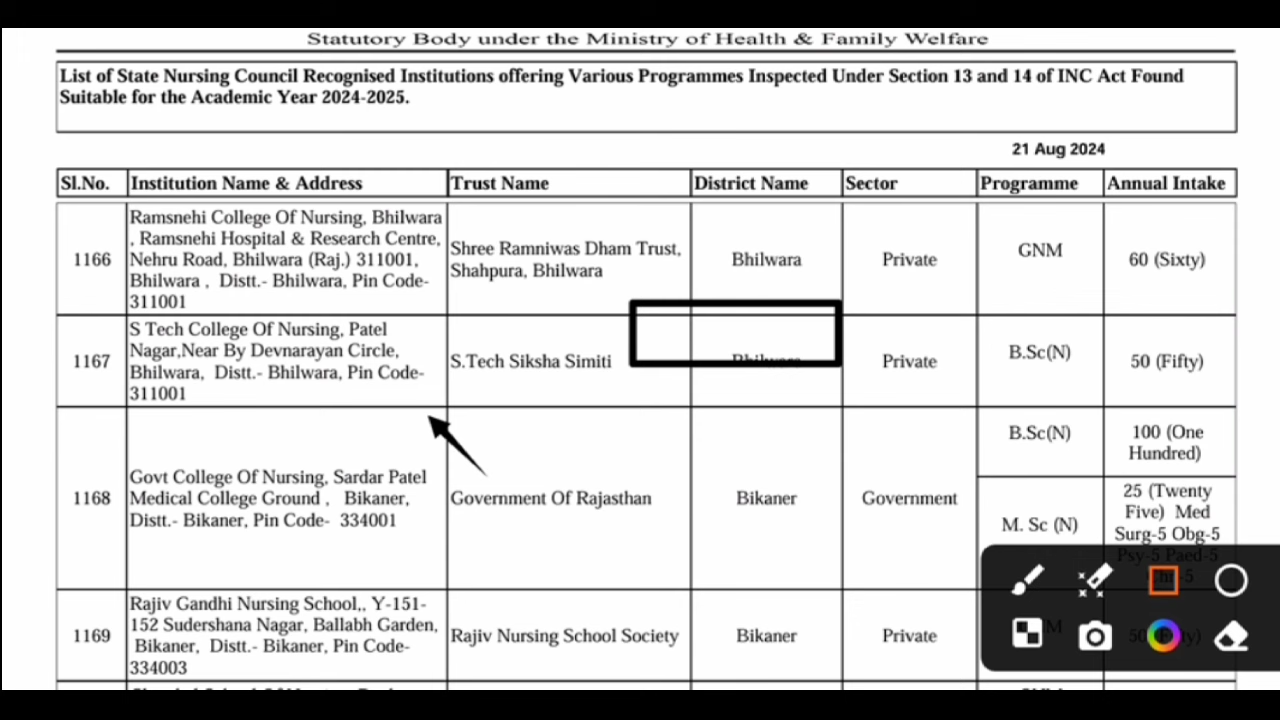 Statutory Body under the Ministry of Health & Family Welfare
List of State Nursing Council Recognised Institutions offering Various Programmes Inspected Under Section 13 and 14 of INC Act Found
Suitable for the Academic Year 2024-2025.
21 Aug 2024
Sl.No. Institution Name & Address Trust Name District Name Sector Programme Annual Intake
Ramsnehi College Of Nursing, Bhilwara
, Ramsnehi Hospital & Research Centre,
Nehru Road, Bhilwara (Raj.) 311001,
Bhilwara , Distt.- Bhilwara, Pin Code-
311001
1166
Shree Ramniwas Dham Trust,
Shahpura, Bhilwara
Bhilwara
Private
GNM
60 (Sixty)
S Tech College Of Nursing, Patel
Nagar,Near By Devnarayan Circle,
Bhilwara, Distt.- Bhilwara, Pin Code-
311001
1167
S.Tech Siksha Simiti
Bhilwara
Private
B.Sc(N)
50 (Fifty)
1168
Govt College Of Nursing, Sardar Patel
Medical College Ground , Bikaner,
Distt.- Bikaner, Pin Code- 334001
Government Of Rajasthan
Bikaner
Government
B.Sc(N)
100 (One
Hundred)
M. Sc (N)
25 (Twenty
Five) Med
Surg-5 Obg-5
Psy-5 Paed-5
1169
Rajiv Gandhi Nursing School,, Y-151-
152 Sudershana Nagar, Ballabh Garden,
Bikaner, Distt.- Bikaner, Pin Code-
334003
Rajiv Nursing School Society
Bikaner
Private